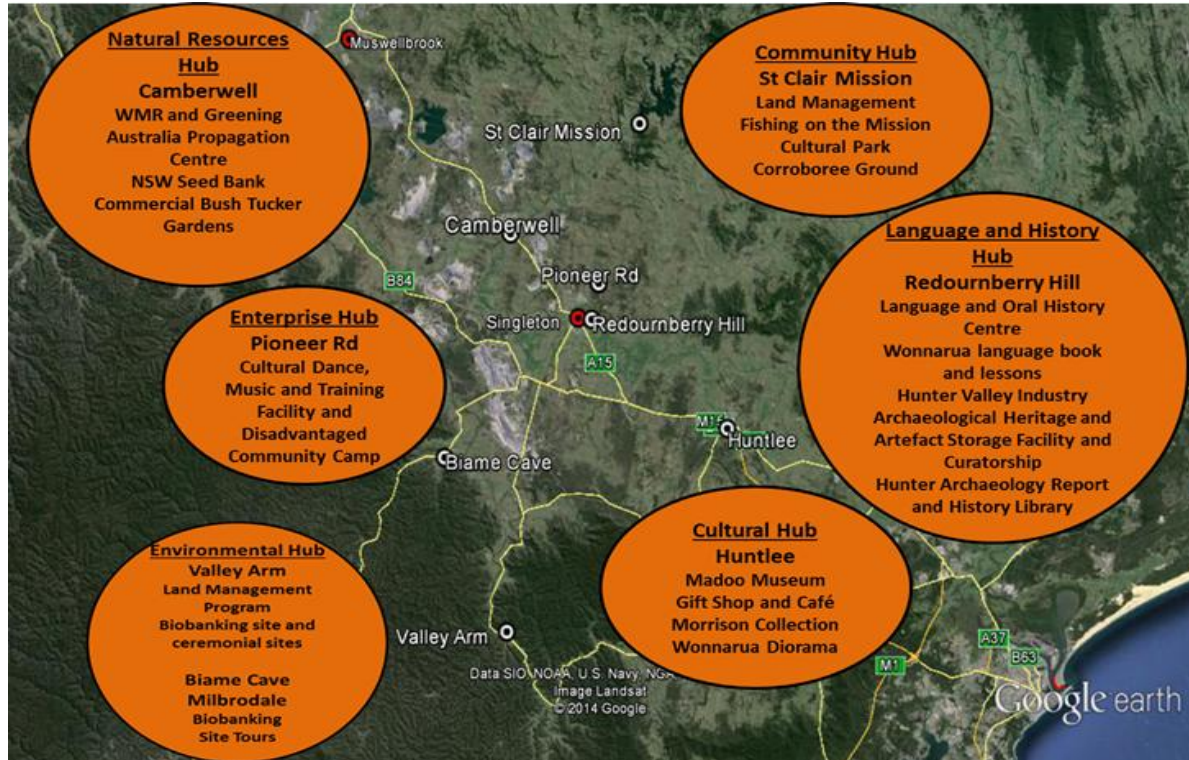 Natural Resources
Hub
Camberwell
WMR and Greening
Australia Propagation
Centre
NSW Seed Bank
Commercial Bush Tucker
Gardens
Muswellbrook
Community Hub
St Clair Mission
Land Management
Fishing on the Mission
Cultural Park
Corroboree Ground
St Clair Mission
Camberwell
Pioneer Rd
B84
Singleton
Redournberry Hill
A15
Language and History
Hub
Redournberry Hill
Language and Oral History
Centre
Wonnarua language book
and lessons
Hunter Valley Industry
Archaeological Heritage and
Artefact Storage Facility and
Curatorship
Hunter Archaeology Report
and History Library
Enterprise Hub
Pioneer Rd
Cultural Dance,
Music and Training
Facility and
Disadvantaged
Community Camp
Huntlee
Biame Cave
Cultural Hub
Huntlee
Madoo Museum
Gift Shop and Café
Morrison Collection
Wonnarua Diorama
Environmental Hub
Valley Arm
Land Management
Program
Biobanking site and
ceremonial sites
Biame Cave
Milbrodale
Biobanking
Site Tours
Valley Arm
A37
B63
M1
Data SIO, NOAA, U.S. Navy, NGA
Image Landsat
© 2014 Google
Google earth